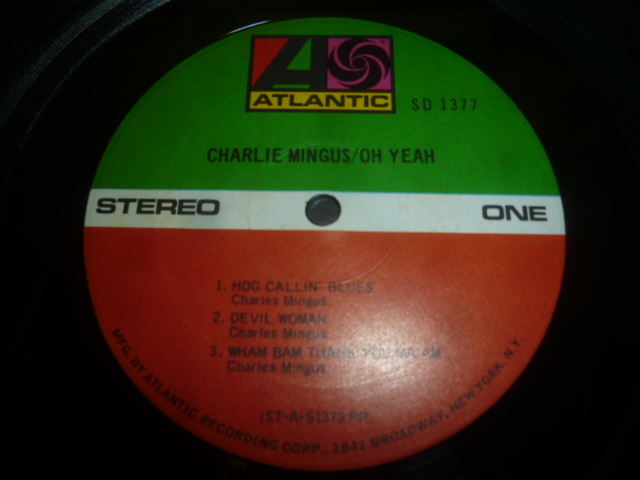 ATLANTIC
SD 1377
CHARLIE MINGUS/OH YEAH
STEREO
ONE
1. HOG CALLIN' BLUES
Charles Mingus
2. DEVIL WOMAN
Charles Mingus
3. WHAM BAM THANK YOU MA'AM
Charles Mingus
(ST-A-61379 PR)
MFG. BY ATLANTIC RECORDING CORP., 1841 BROADWAY, NEW YORK, N.Y.